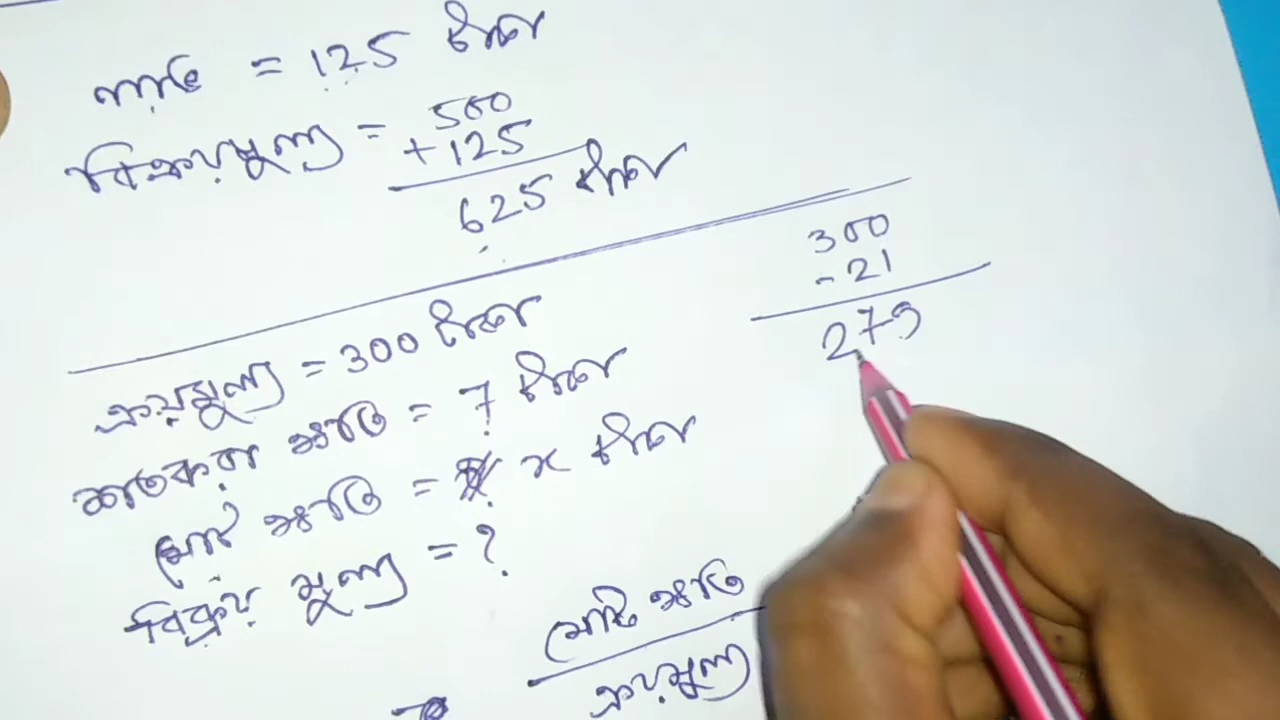 লাভ = 125 টাকা
বিক্রয়মূল্য = 500
+ 125
625 টাকা
300
- 21
279
ক্রয়মূল্য = 300 টাকা
শতকরা ক্ষতি = 7 টাকা
মোট ক্ষতি = x টাকা
বিক্রয় মূল্য = ?
মোট ক্ষতি
ক্রয়মূল্য